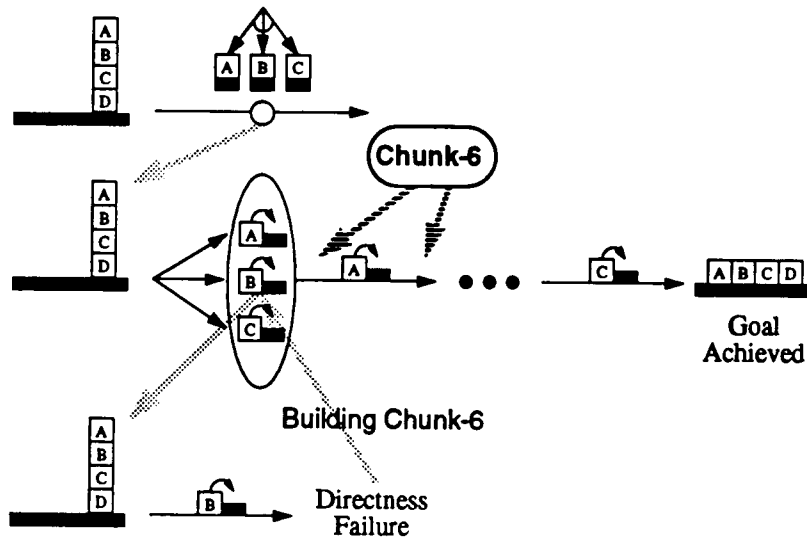 A
B
C
D
A B C
Chunk-6
A
B
C
D
A
B
C
A
C
A B C D
Goal
Achieved
Building Chunk-6
A
B
C
D
B
Directness
Failure